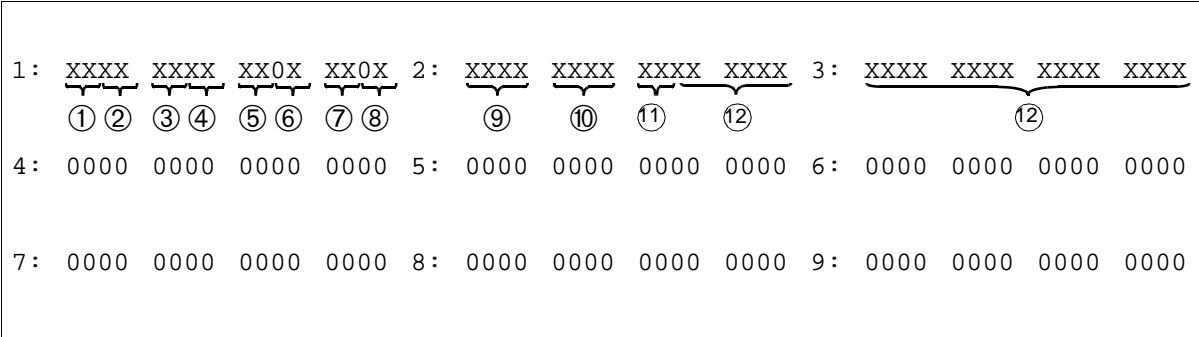 1: XXXX XXXX XX0X XX0X 2: XXXX XXXX XXXX XXXX 3: XXXX XXXX XXXX XXXX
① ② ③ ④ ⑤ ⑥ ⑦ ⑧ ⑨ ⑩ ⑪ ⑫ ⑫
4: 0000 0000 0000 0000 5: 0000 0000 0000 0000 6: 0000 0000 0000 0000
7: 0000 0000 0000 0000 8: 0000 0000 0000 0000 9: 0000 0000 0000 0000